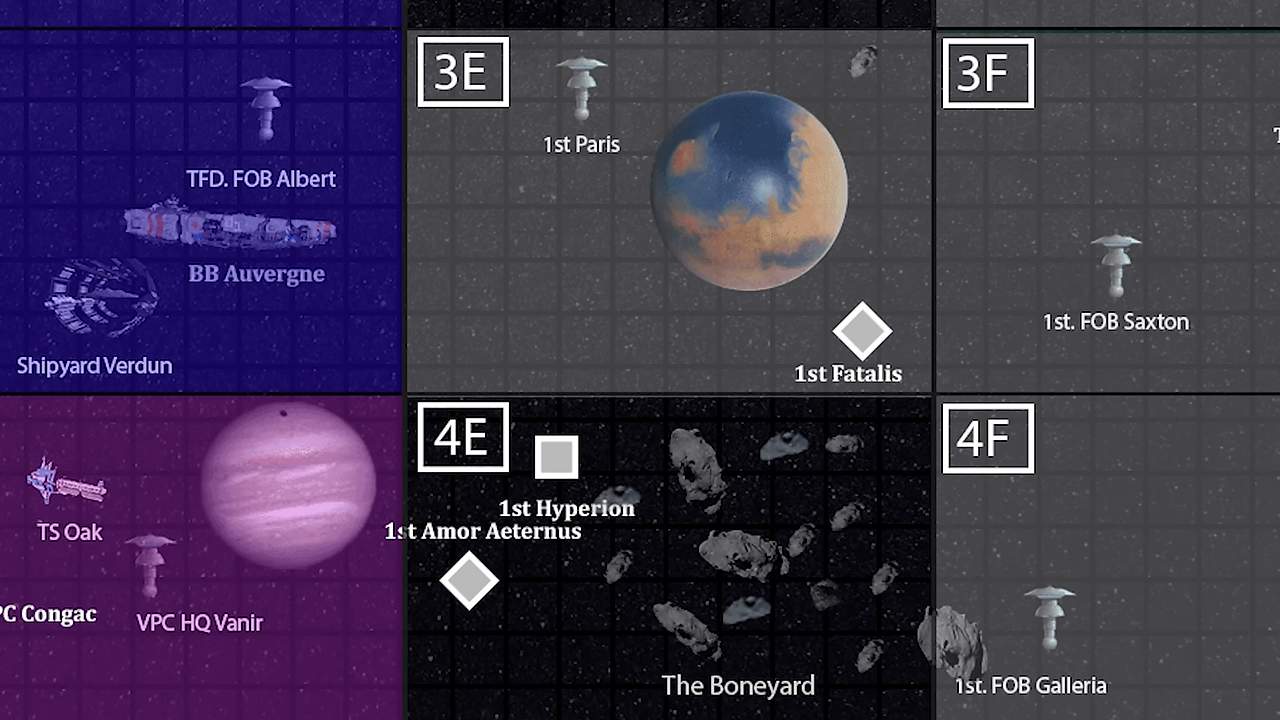 3E
3F
1st Paris
TFD. FOB Albert
BB Auvergne
1st. FOB Saxton
Shipyard Verdun
1st Fatalis
4E
4F
1st Hyperion
TS Oak
1st Amor Aeternus
PC Congac
VPC HQ Vanir
The Boneyard
1st. FOB Galleria